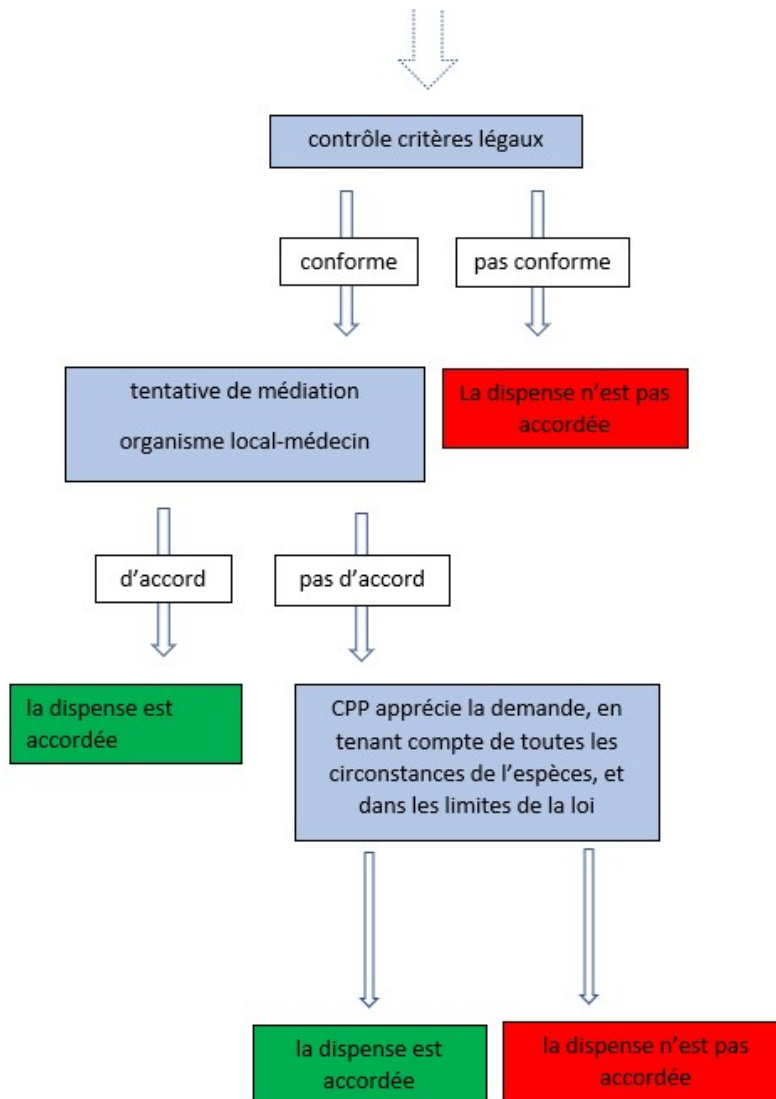 contrôle critères légaux
conforme
pas conforme
tentative de médiation
organisme local-médecin
La dispense n’est pas
accordée
d’accord
pas d’accord
la dispense est
accordée
CPP apprécie la demande, en
tenant compte de toutes les
circonstances de l’espèces, et
dans les limites de la loi
la dispense est
accordée
la dispense n’est pas
accordée